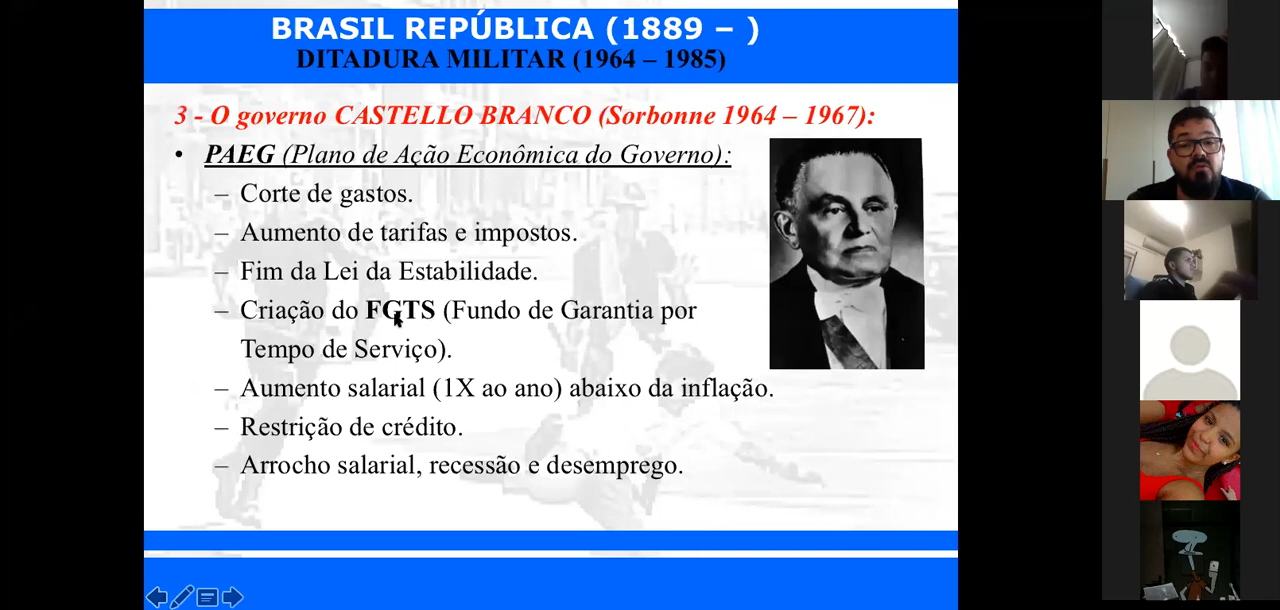 BRASIL REPÚBLICA (1889 – )
DITADURA MILITAR (1964 – 1985)
3 - O governo CASTELLO BRANCO (Sorbonne 1964 – 1967):
• PAEG (Plano de Ação Econômica do Governo):
– Corte de gastos.
– Aumento de tarifas e impostos.
– Fim da Lei da Estabilidade.
– Criação do FGTS (Fundo de Garantia por
Tempo de Serviço).
– Aumento salarial (1X ao ano) abaixo da inflação.
– Restrição de crédito.
– Arrocho salarial, recessão e desemprego.